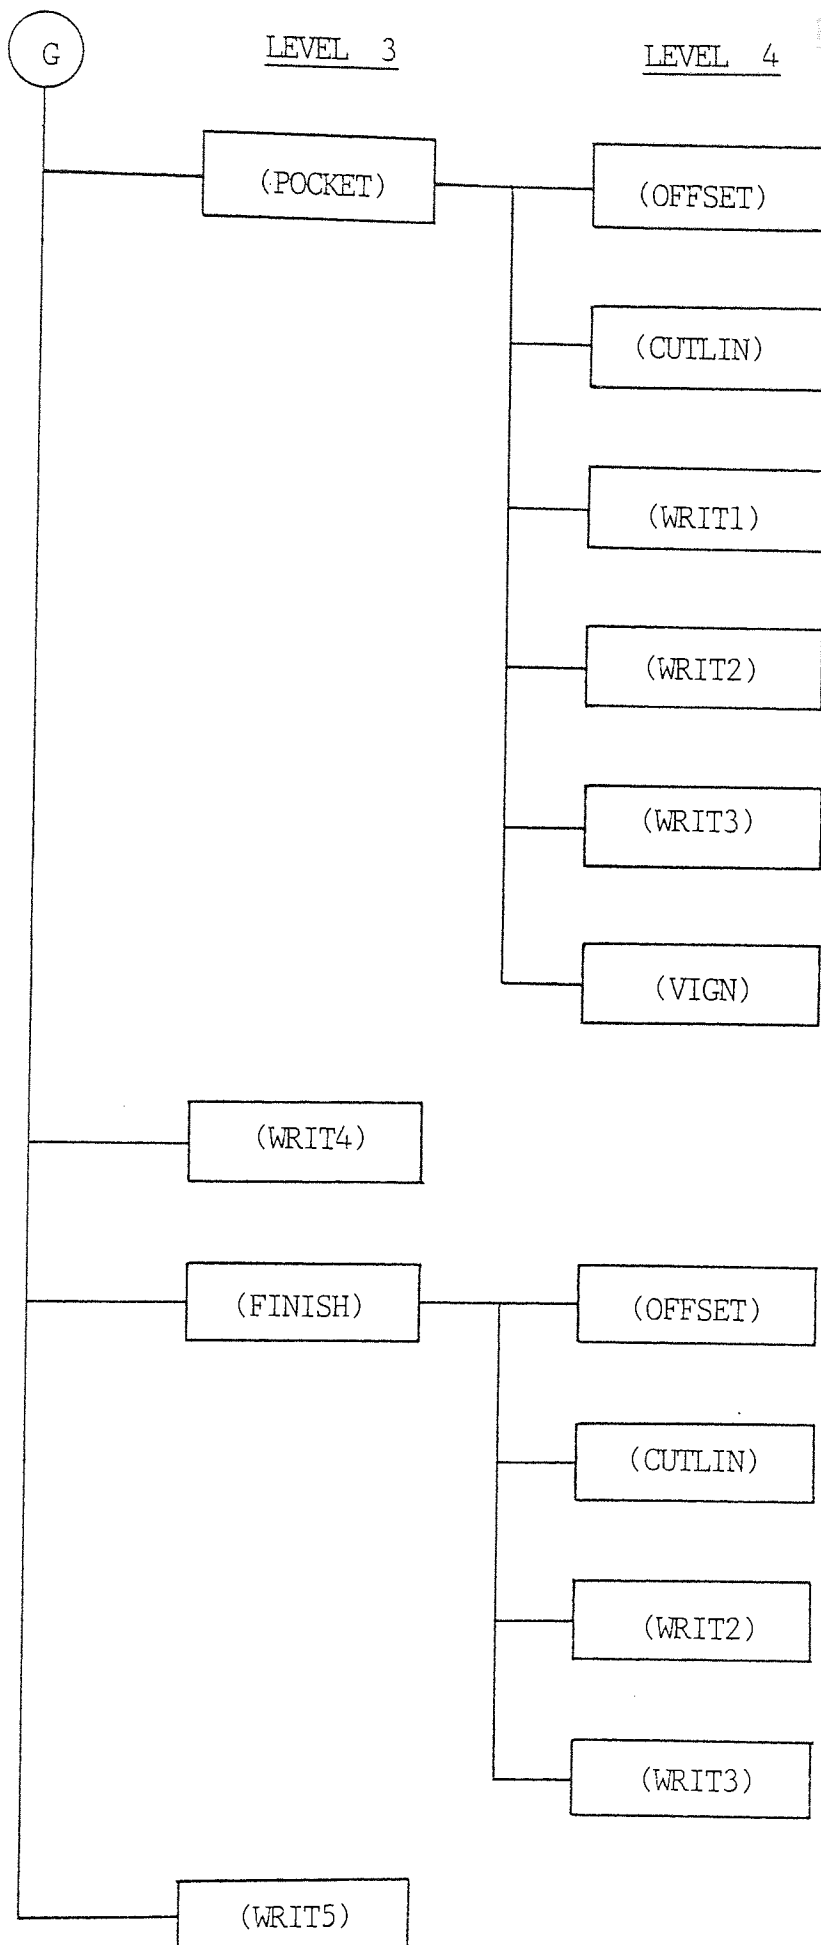 G
LEVEL 3
LEVEL 4
(POCKET)
(OFFSET)
(CUTLIN)
(WRIT1)
(WRIT2)
(WRIT3)
(VIGN)
(WRIT4)
(FINISH)
(OFFSET)
(CUTLIN)
(WRIT2)
(WRIT3)
(WRIT5)